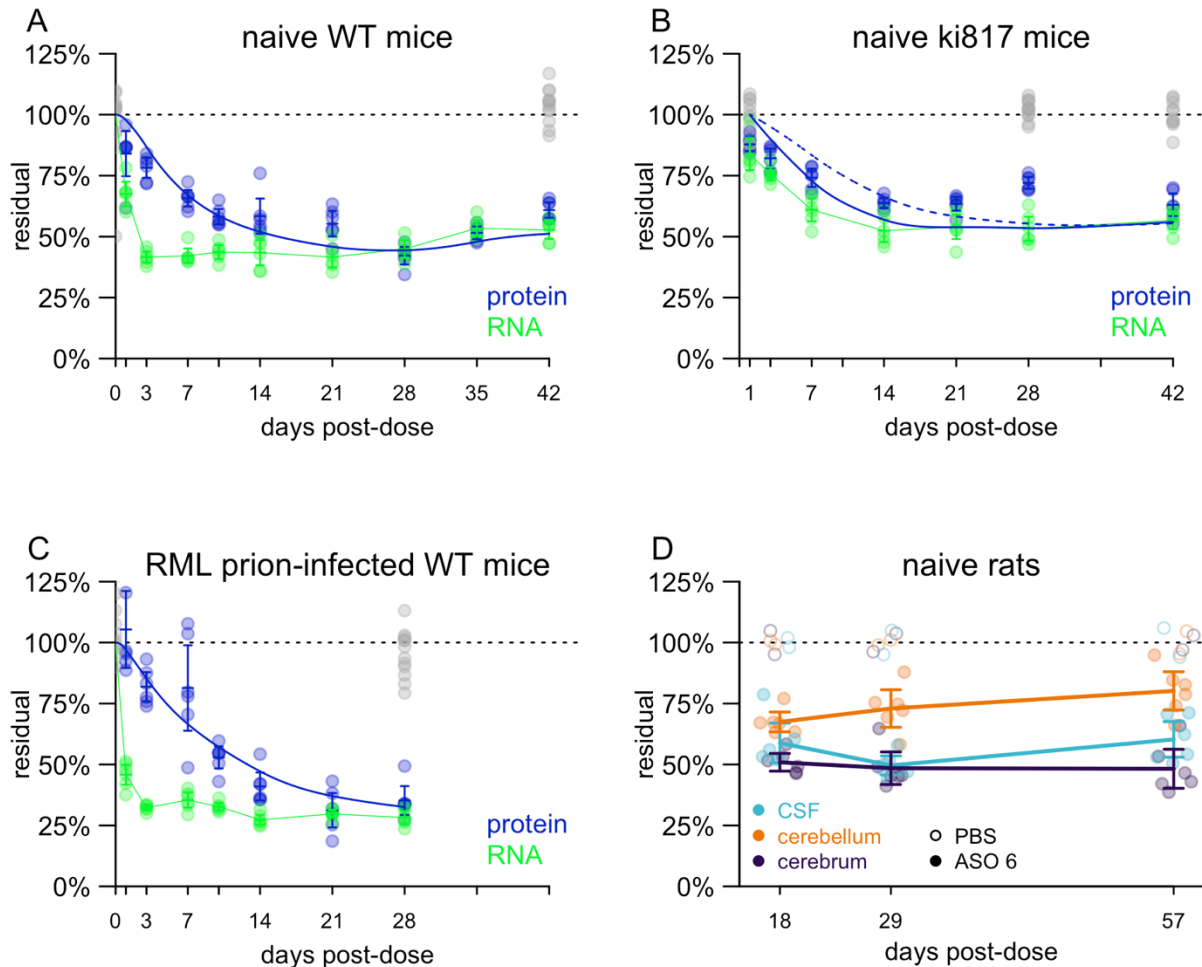 A
naive WT mice
125%
100%
75%
50%
25%
0%
residual
protein
RNA
0 3 7 14 21 28 35 42
days post-dose
B
naive ki817 mice
125%
100%
75%
50%
25%
0%
residual
protein
RNA
1 7 14 21 28 42
days post-dose
C
RML prion-infected WT mice
125%
100%
75%
50%
25%
0%
residual
protein
RNA
0 3 7 14 21 28
days post-dose
D
naive rats
125%
100%
75%
50%
25%
0%
residual
CSF
cerebellum
cerebrum
PBS
ASO 6
18 29 57
days post-dose